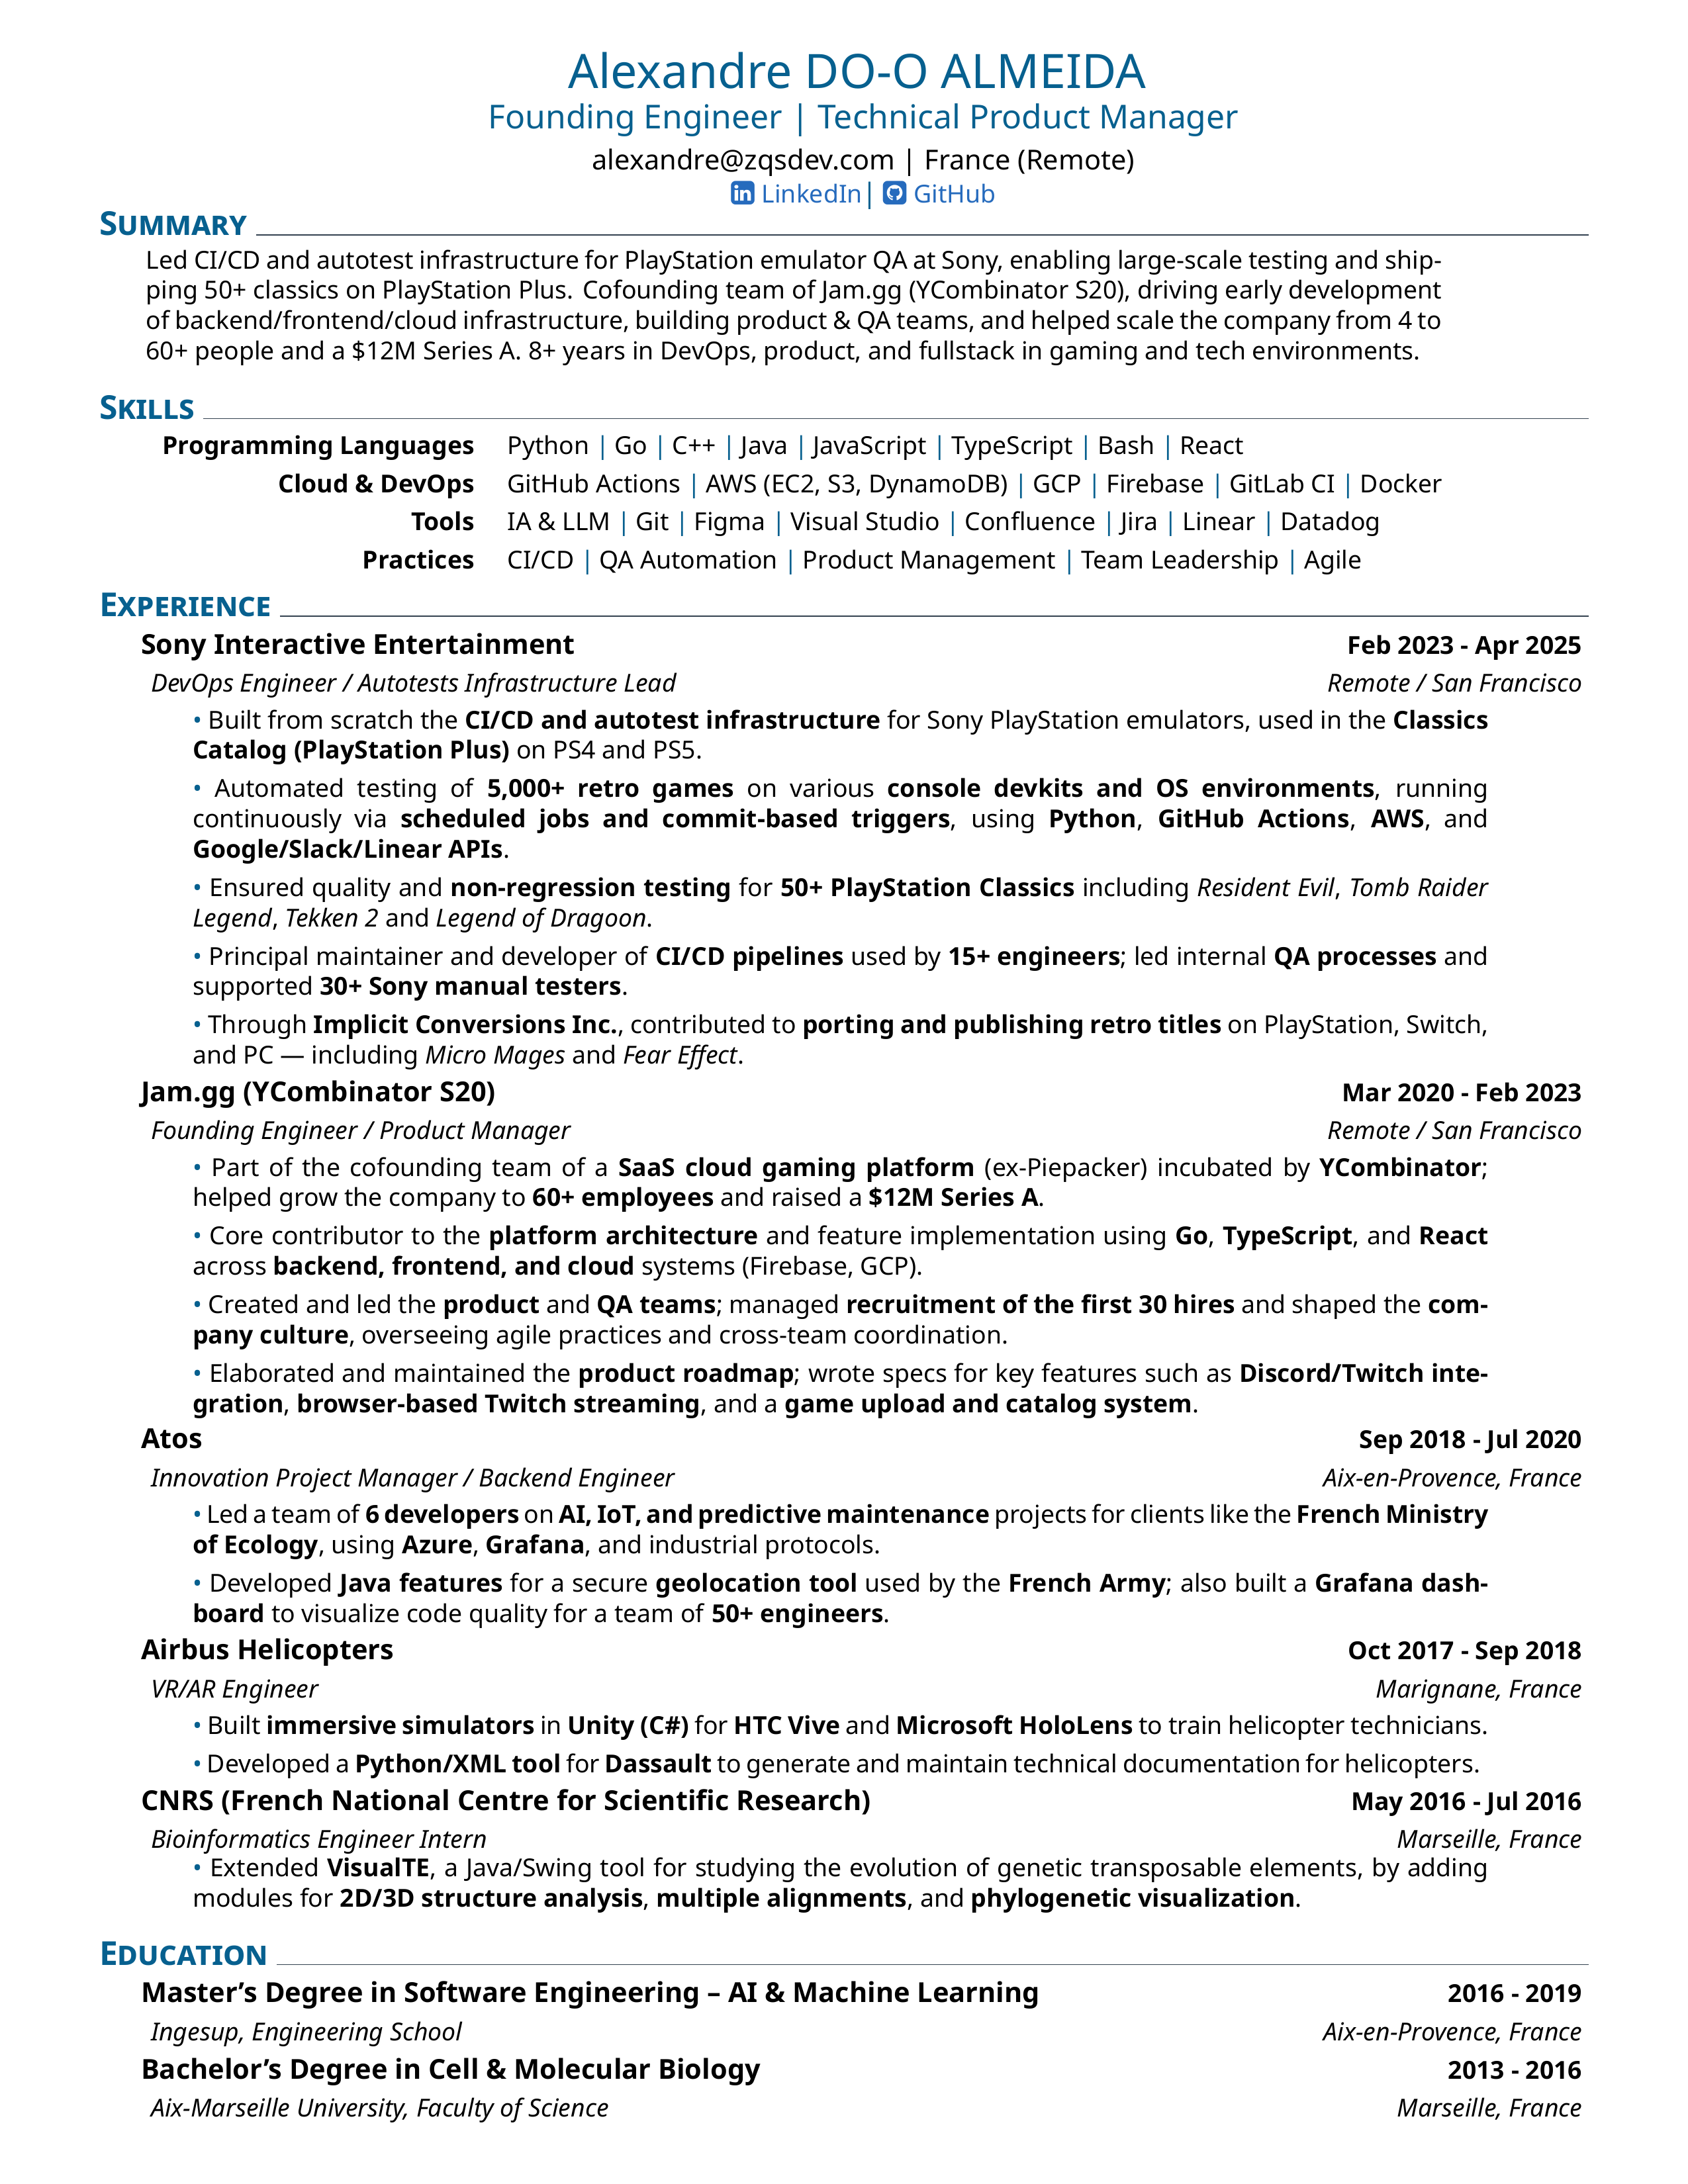 Alexandre DO-O ALMEIDA
Founding Engineer | Technical Product Manager
alexandre@zqsdev.com | France (Remote)
LinkedIn | GitHub
SUMMARY
Led CI/CD and autotest infrastructure for PlayStation emulator QA at Sony, enabling large-scale testing and ship-
ping 50+ classics on PlayStation Plus. Cofounding team of Jam.gg (YCombinator S20), driving early development
of backend/frontend/cloud infrastructure, building product & QA teams, and helped scale the company from 4 to
60+ people and a $12M Series A. 8+ years in DevOps, product, and fullstack in gaming and tech environments.
SKILLS
Programming Languages Python | Go | C++ | Java | JavaScript | TypeScript | Bash | React
Cloud & DevOps GitHub Actions | AWS (EC2, S3, DynamoDB) | GCP | Firebase | GitLab CI | Docker
Tools IA & LLM | Git | Figma | Visual Studio | Confluence | Jira | Linear | Datadog
Practices CI/CD | QA Automation | Product Management | Team Leadership | Agile
EXPERIENCE
Sony Interactive Entertainment Feb 2023 - Apr 2025
DevOps Engineer / Autotests Infrastructure Lead Remote / San Francisco
• Built from scratch the CI/CD and autotest infrastructure for Sony PlayStation emulators, used in the Classics
Catalog (PlayStation Plus) on PS4 and PS5.
• Automated testing of 5,000+ retro games on various console devkits and OS environments, running
continuously via scheduled jobs and commit-based triggers, using Python, GitHub Actions, AWS, and
Google/Slack/Linear APIs.
• Ensured quality and non-regression testing for 50+ PlayStation Classics including Resident Evil, Tomb Raider
Legend, Tekken 2 and Legend of Dragoon.
• Principal maintainer and developer of CI/CD pipelines used by 15+ engineers; led internal QA processes and
supported 30+ Sony manual testers.
• Through Implicit Conversions Inc., contributed to porting and publishing retro titles on PlayStation, Switch,
and PC — including Micro Mages and Fear Effect.
Jam.gg (YCombinator S20) Mar 2020 - Feb 2023
Founding Engineer / Product Manager Remote / San Francisco
• Part of the cofounding team of a SaaS cloud gaming platform (ex-Piepacker) incubated by YCombinator;
helped grow the company to 60+ employees and raised a $12M Series A.
• Core contributor to the platform architecture and feature implementation using Go, TypeScript, and React
across backend, frontend, and cloud systems (Firebase, GCP).
• Created and led the product and QA teams; managed recruitment of the first 30 hires and shaped the com-
pany culture, overseeing agile practices and cross-team coordination.
• Elaborated and maintained the product roadmap; wrote specs for key features such as Discord/Twitch inte-
gration, browser-based Twitch streaming, and a game upload and catalog system.
Atos Sep 2018 - Jul 2020
Innovation Project Manager / Backend Engineer Aix-en-Provence, France
• Led a team of 6 developers on AI, IoT, and predictive maintenance projects for clients like the French Ministry
of Ecology, using Azure, Grafana, and industrial protocols.
• Developed Java features for a secure geolocation tool used by the French Army; also built a Grafana dash-
board to visualize code quality for a team of 50+ engineers.
Airbus Helicopters Oct 2017 - Sep 2018
VR/AR Engineer Marignane, France
• Built immersive simulators in Unity (C#) for HTC Vive and Microsoft HoloLens to train helicopter technicians.
• Developed a Python/XML tool for Dassault to generate and maintain technical documentation for helicopters.
CNRS (French National Centre for Scientific Research) May 2016 - Jul 2016
Bioinformatics Engineer Intern Marseille, France
• Extended VisualTE, a Java/Swing tool for studying the evolution of genetic transposable elements, by adding
modules for 2D/3D structure analysis, multiple alignments, and phylogenetic visualization.
EDUCATION
Master’s Degree in Software Engineering – AI & Machine Learning 2016 - 2019
Ingesup, Engineering School Aix-en-Provence, France
Bachelor’s Degree in Cell & Molecular Biology 2013 - 2016
Aix-Marseille University, Faculty of Science Marseille, France